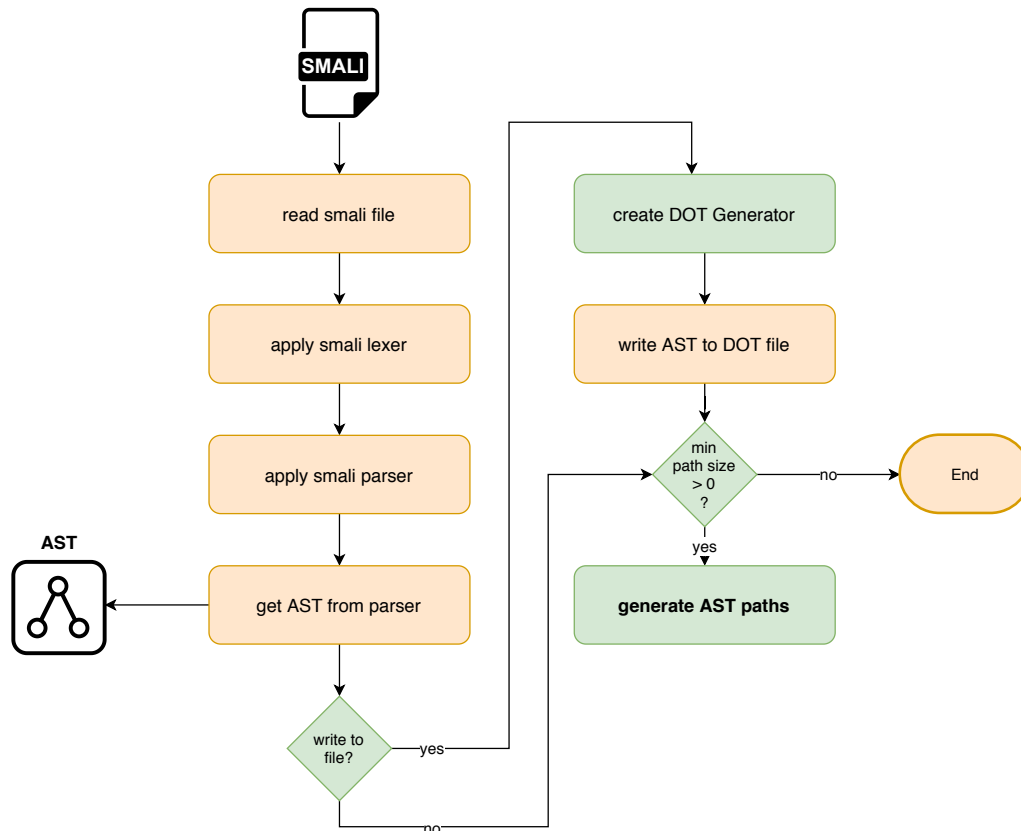 SMALI
read smali file
apply smali lexer
apply smali parser
AST
get AST from parser
write to
file?
yes
no
create DOT Generator
write AST to DOT file
min
path size
> 0
?
no
End
yes
generate AST paths